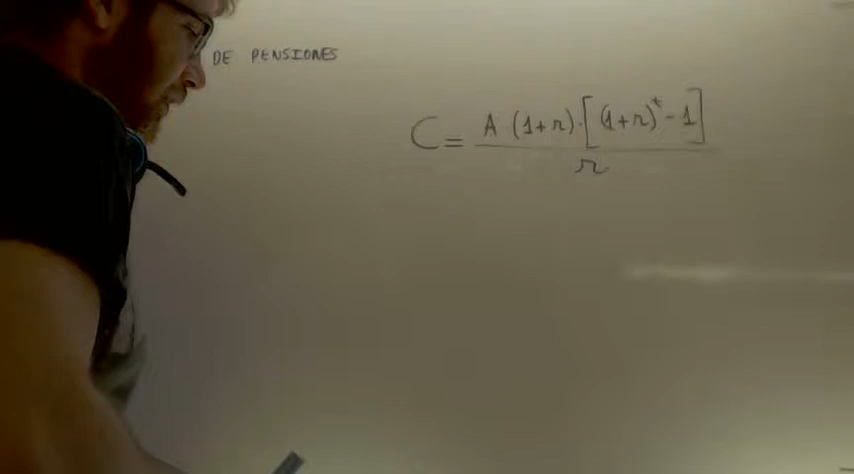 DE PENSIONES
C = A · (1+r) · [(1+r)^t - 1] / r